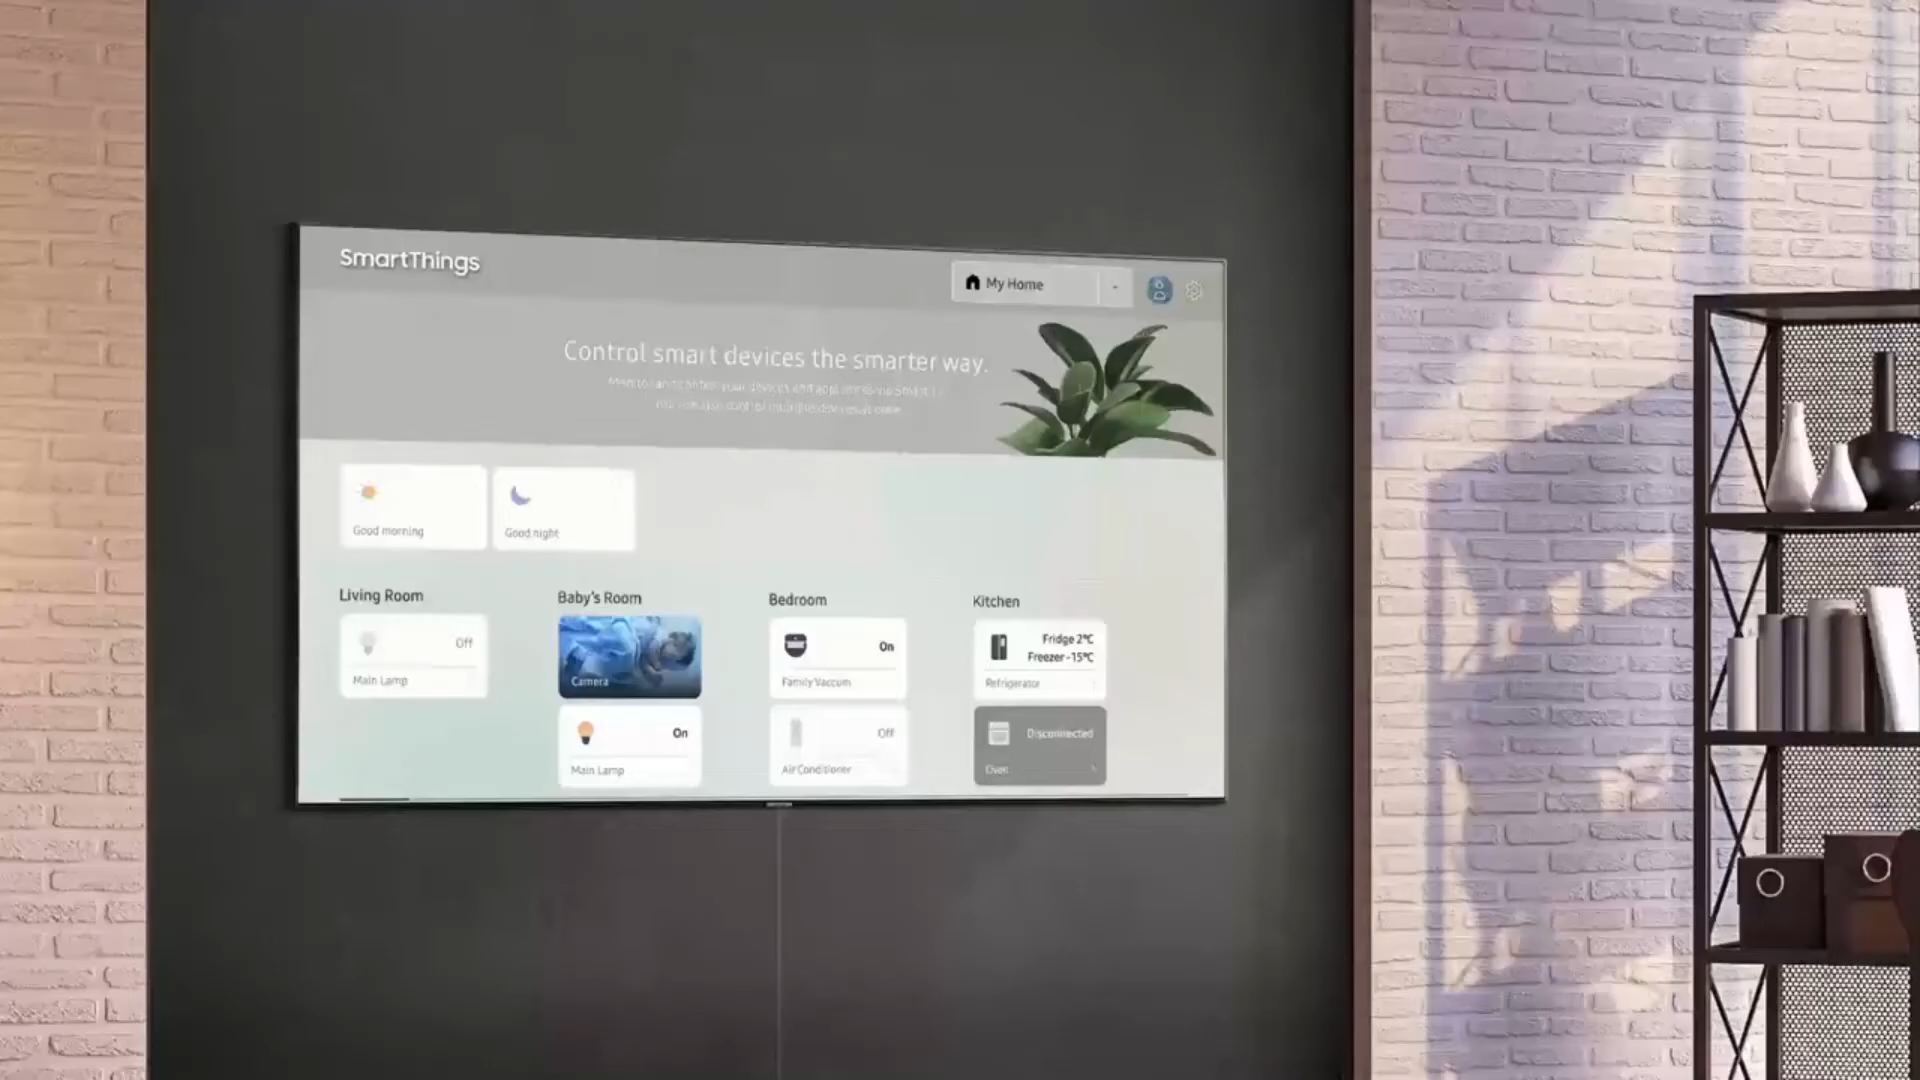 SmartThings
My Home
Control smart devices the smarter way.
Good morning
Good night
Living Room
Baby's Room
Bedroom
Kitchen
Off
Main Lamp
Camera
On
Family Vaccum
Fridge 2°C
Freezer -15°C
Refrigerator
On
Main Lamp
Off
Air Conditioner
Disconnected
Oven